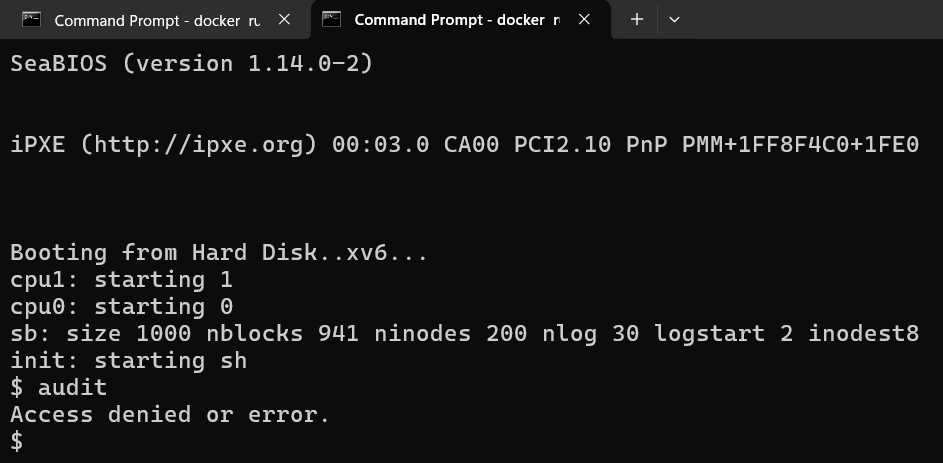 Command Prompt - docker ru
Command Prompt - docker ru
SeaBIOS (version 1.14.0-2)
iPXE (http://ipxe.org) 00:03.0 CA00 PCI2.10 PnP PMM+1FF8F4C0+1FE0
Booting from Hard Disk..xv6...
cpu1: starting 1
cpu0: starting 0
sb: size 1000 nblocks 941 ninodes 200 nlog 30 logstart 2 inodest8
init: starting sh
$ audit
Access denied or error.
$